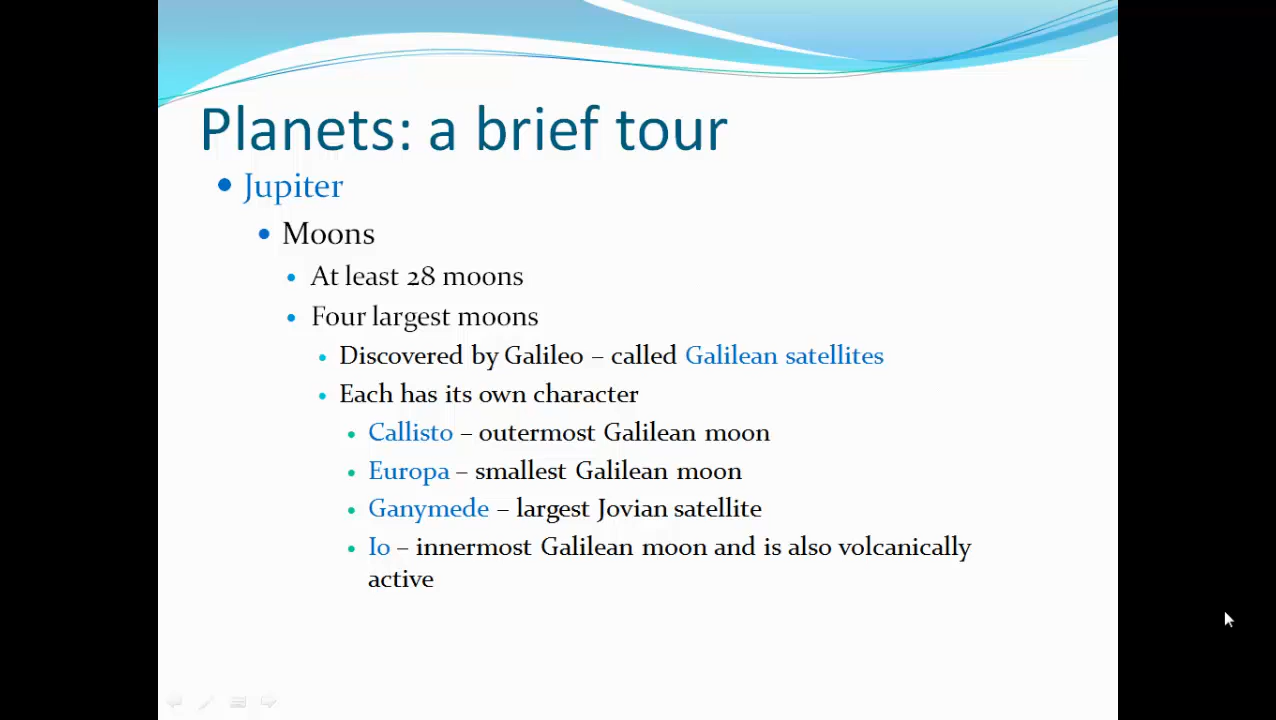 Planets: a brief tour
Jupiter
Moons
At least 28 moons
Four largest moons
Discovered by Galileo – called Galilean satellites
Each has its own character
Callisto – outermost Galilean moon
Europa – smallest Galilean moon
Ganymede – largest Jovian satellite
Io – innermost Galilean moon and is also volcanically
active